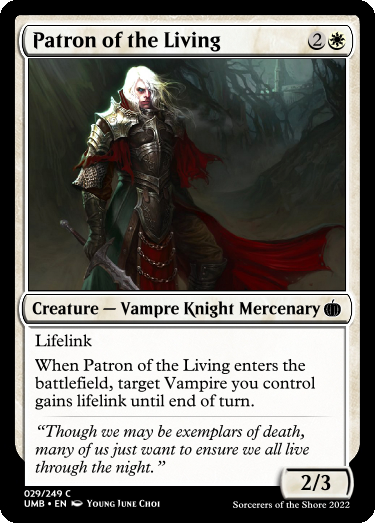 Patron of the Living 2
Creature — Vampre Knight Mercenary
Lifelink
When Patron of the Living enters the
battlefield, target Vampire you control
gains lifelink until end of turn.
“Though we may be exemplars of death,
many of us just want to ensure we all live
through the night.”
2/3
029/249 C
UMB • EN Young June Choi
Sorcerers of the Shore 2022